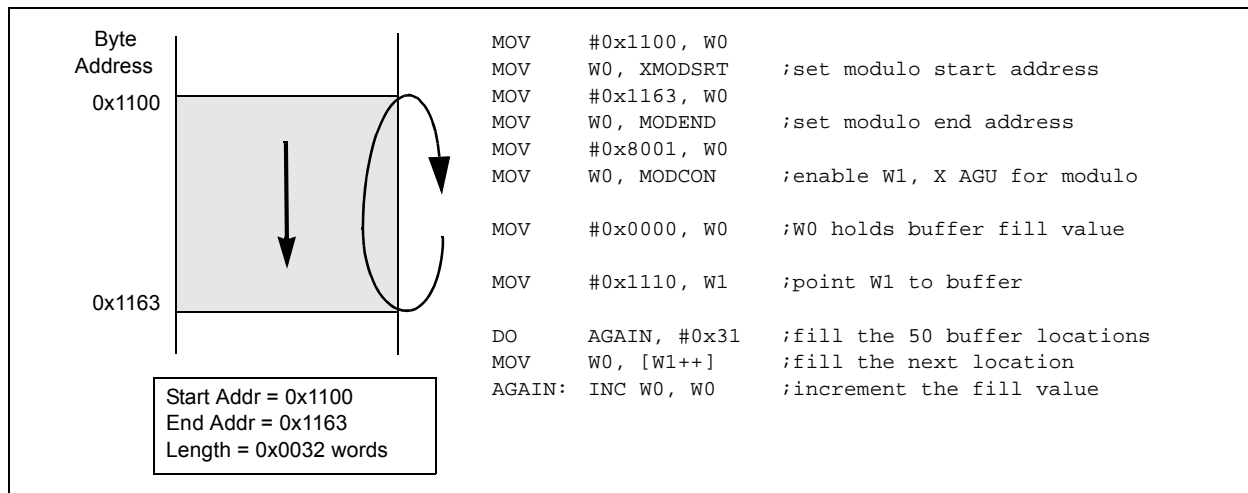 Byte
Address
0x1100
0x1163
Start Addr = 0x1100
End Addr = 0x1163
Length = 0x0032 words
MOV #0x1100, W0
MOV W0, XMODSRT ;set modulo start address
MOV #0x1163, W0
MOV W0, MODEND ;set modulo end address
MOV #0x8001, W0
MOV W0, MODCON ;enable W1, X AGU for modulo
MOV #0x0000, W0 ;W0 holds buffer fill value
MOV #0x1110, W1 ;point W1 to buffer
DO AGAIN, #0x31 ;fill the 50 buffer locations
MOV W0, [W1++] ;fill the next location
AGAIN: INC W0, W0 ;increment the fill value